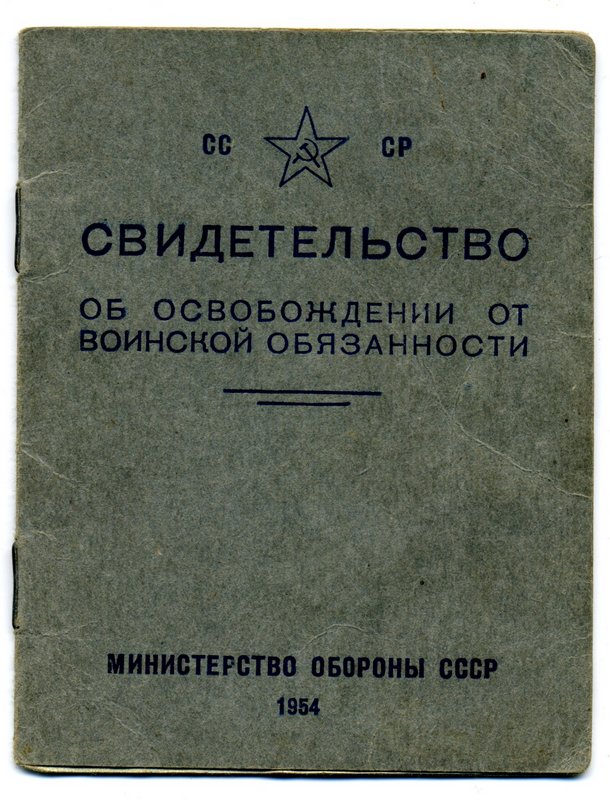 СС СР
СВИДЕТЕЛЬСТВО
ОБ ОСВОБОЖДЕНИИ ОТ
ВОИНСКОЙ ОБЯЗАННОСТИ
МИНИСТЕРСТВО ОБОРОНЫ СССР
1954